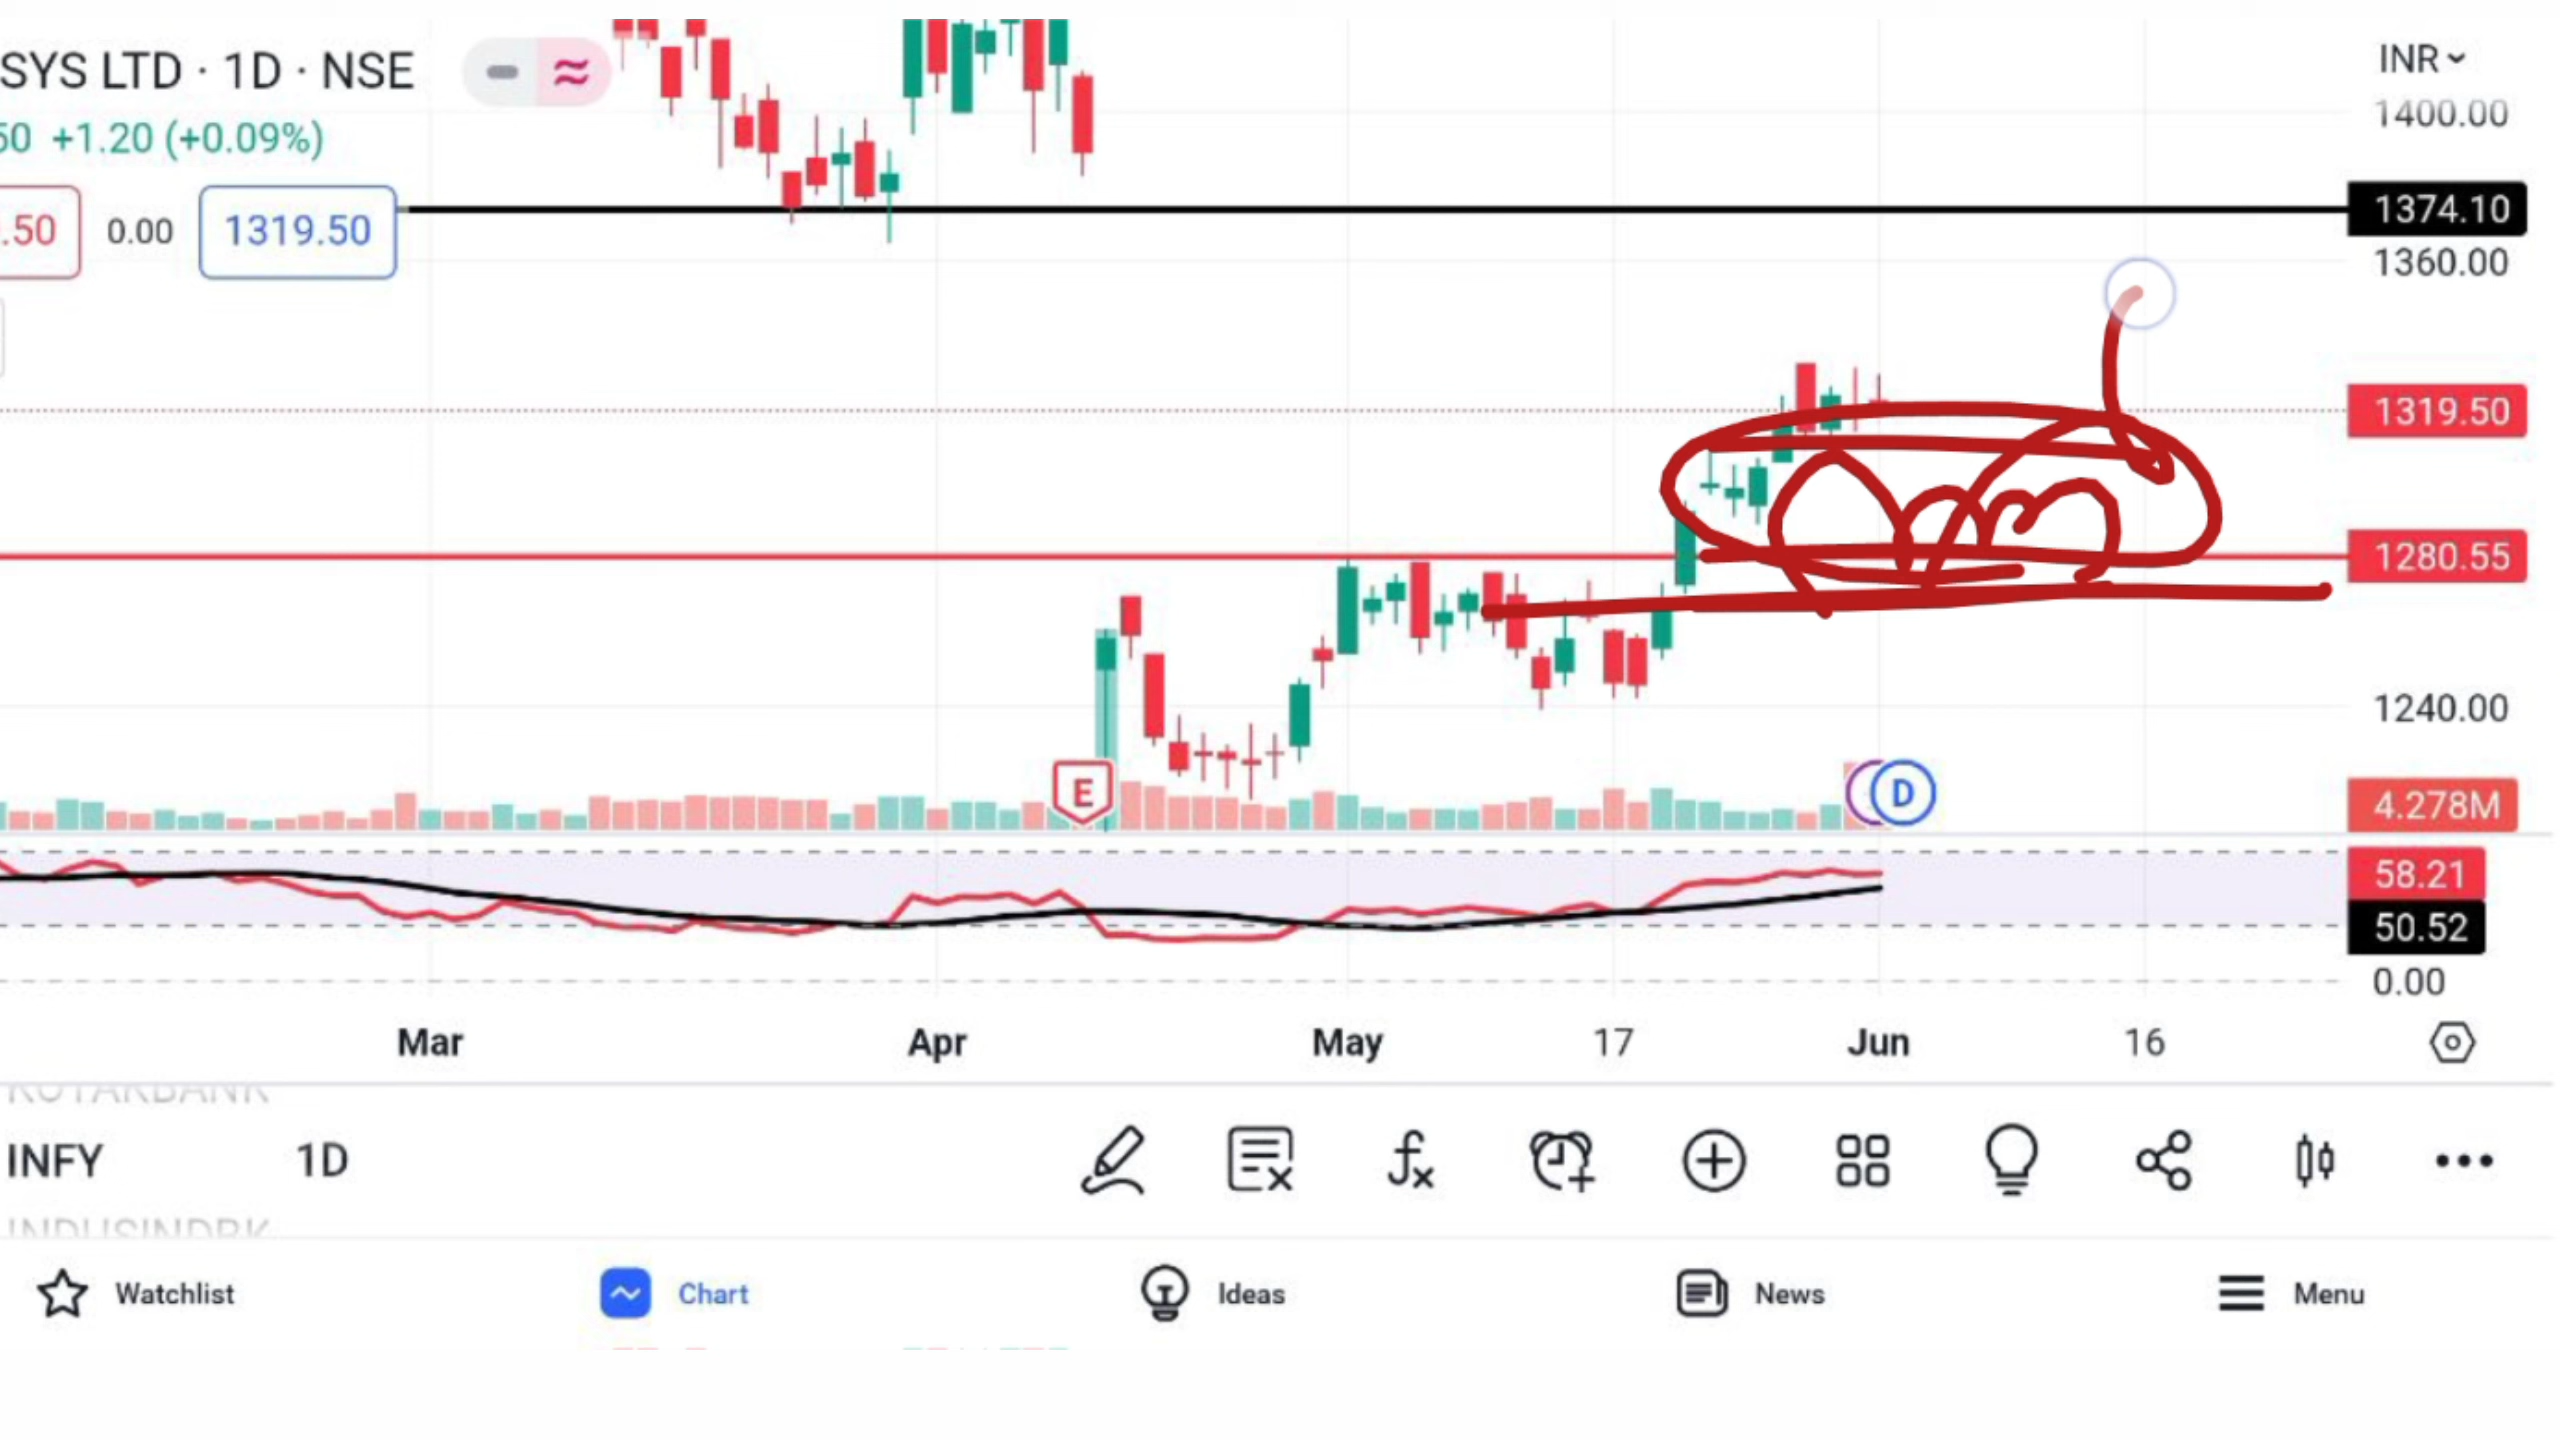 SYS LTD · 1D · NSE
50 +1.20 (+0.09%)
.50 0.00 1319.50
INR
1400.00
1374.10
1360.00
1319.50
1280.55
1240.00
E D
4.278M
58.21
50.52
0.00
Mar Apr May 17 Jun 16
KOTAKBANK
INFY 1D
INDUSINDBK
Watchlist Chart Ideas News Menu